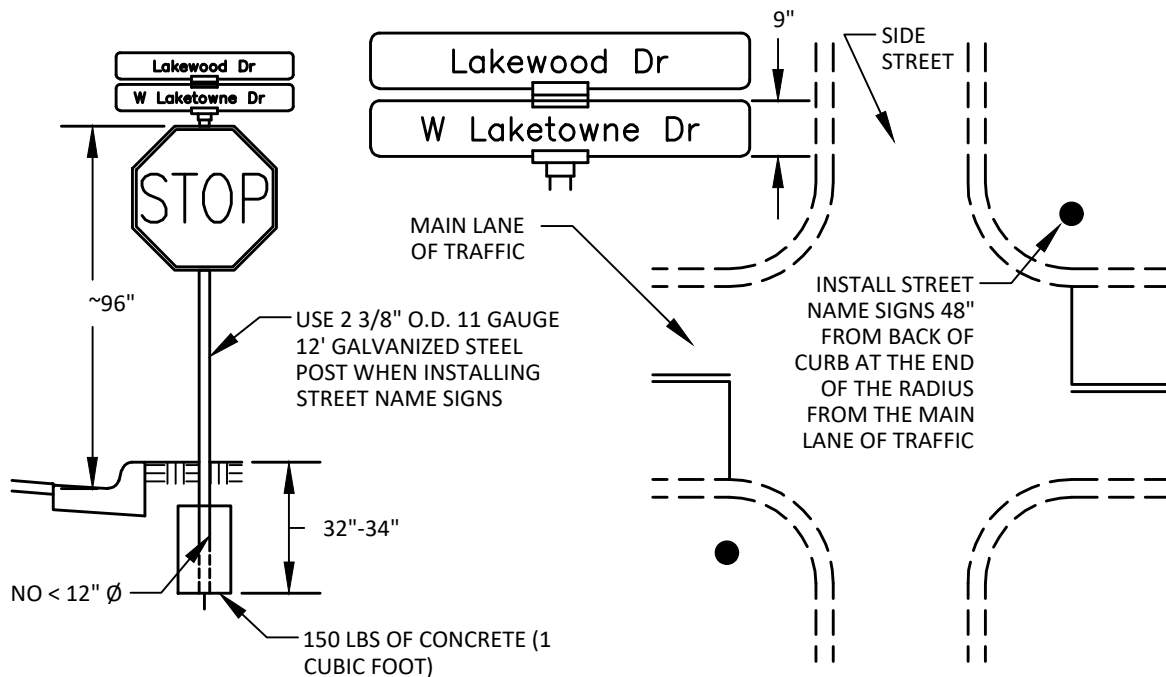 Lakewood Dr
W Laketowne Dr
STOP
~96"
USE 2 3/8" O.D. 11 GAUGE
12' GALVANIZED STEEL
POST WHEN INSTALLING
STREET NAME SIGNS
32"-34"
NO < 12" Ø
150 LBS OF CONCRETE (1
CUBIC FOOT)
Lakewood Dr
W Laketowne Dr
9"
SIDE
STREET
MAIN LANE
OF TRAFFIC
INSTALL STREET
NAME SIGNS 48"
FROM BACK OF
CURB AT THE END
OF THE RADIUS
FROM THE MAIN
LANE OF TRAFFIC